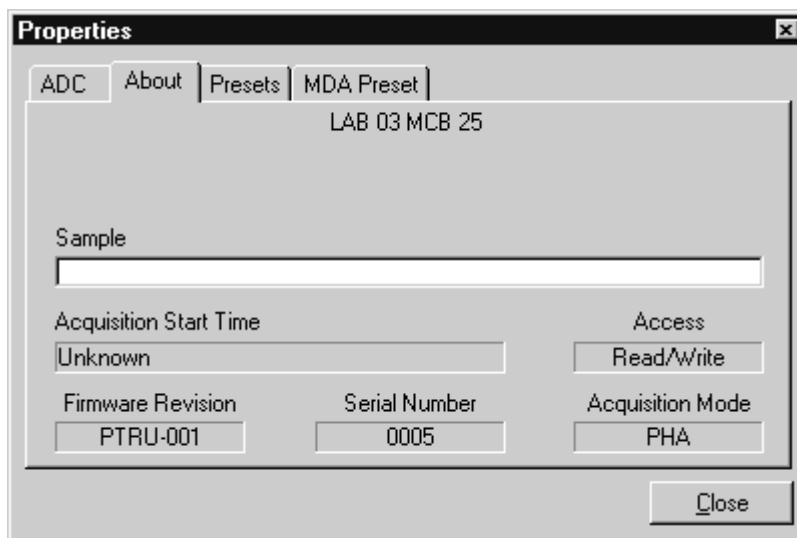 Properties
ADC About Presets MDA Preset
LAB 03 MCB 25
Sample
Acquisition Start Time Access
Unknown Read/Write
Firmware Revision Serial Number Acquisition Mode
PTRU-001 0005 PHA
Close